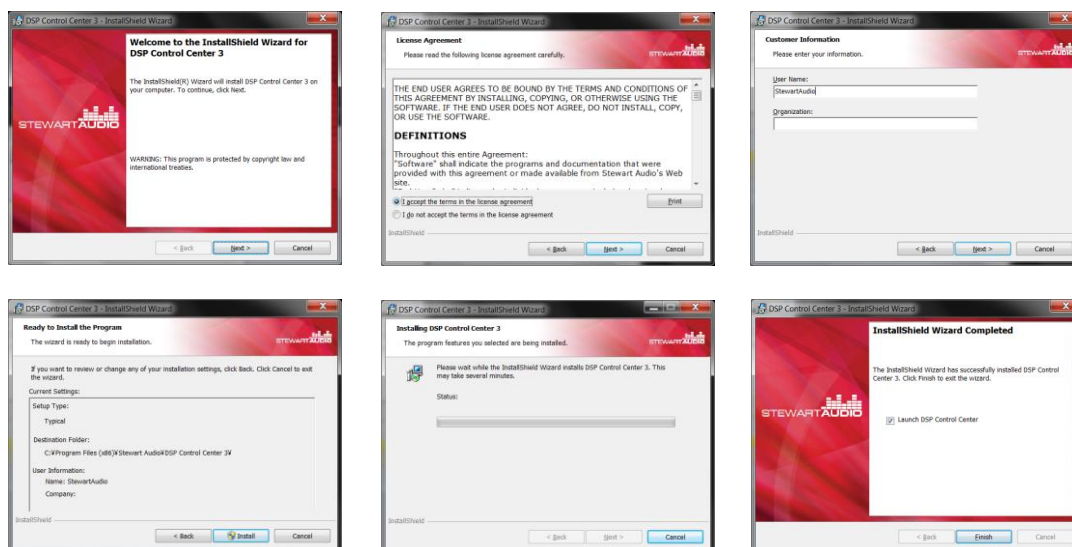 DSP Control Center 3 - InstallShield Wizard
Welcome to the InstallShield Wizard for
DSP Control Center 3
The InstallShield(R) Wizard will install DSP Control Center 3 on
your computer. To continue, click Next.
STEWARTAUDIO
WARNING: This program is protected by copyright law and
international treaties.
< Back
Next >
Cancel
DSP Control Center 3 - InstallShield Wizard
License Agreement
Please read the following license agreement carefully.
STEWARTAUDIO
THE END USER AGREES TO BE BOUND BY THE TERMS AND CONDITIONS OF
THIS AGREEMENT BY INSTALLING, COPYING, OR OTHERWISE USING THE
SOFTWARE. IF THE END USER DOES NOT AGREE, DO NOT INSTALL, COPY,
OR USE THE SOFTWARE.
DEFINITIONS
Throughout this entire Agreement:
"Software" shall indicate the programs and documentation that were
provided with this agreement or made available from Stewart Audio's Web
site.
I accept the terms in the license agreement
Print
I do not accept the terms in the license agreement
InstallShield
< Back
Next >
Cancel
DSP Control Center 3 - InstallShield Wizard
Customer Information
Please enter your information.
STEWARTAUDIO
User Name:
StewartAudio
Organization:
InstallShield
< Back
Next >
Cancel
DSP Control Center 3 - InstallShield Wizard
Ready to Install the Program
The wizard is ready to begin installation.
STEWARTAUDIO
If you want to review or change any of your installation settings, click Back. Click Cancel to exit
the wizard.
Current Settings:
Setup Type:
Typical
Destination Folder:
C:¥Program Files (x86)¥Stewart Audio¥DSP Control Center 3¥
User Information:
Name: StewartAudio
Company:
InstallShield
< Back
Install
Cancel
DSP Control Center 3 - InstallShield Wizard
Installing DSP Control Center 3
The program features you selected are being installed.
STEWARTAUDIO
Please wait while the InstallShield Wizard installs DSP Control Center 3. This
may take several minutes.
Status:
InstallShield
< Back
Next >
Cancel
DSP Control Center 3 - InstallShield Wizard
InstallShield Wizard Completed
The InstallShield Wizard has successfully installed DSP Control
Center 3. Click Finish to exit the wizard.
STEWARTAUDIO
Launch DSP Control Center
< Back
Finish
Cancel